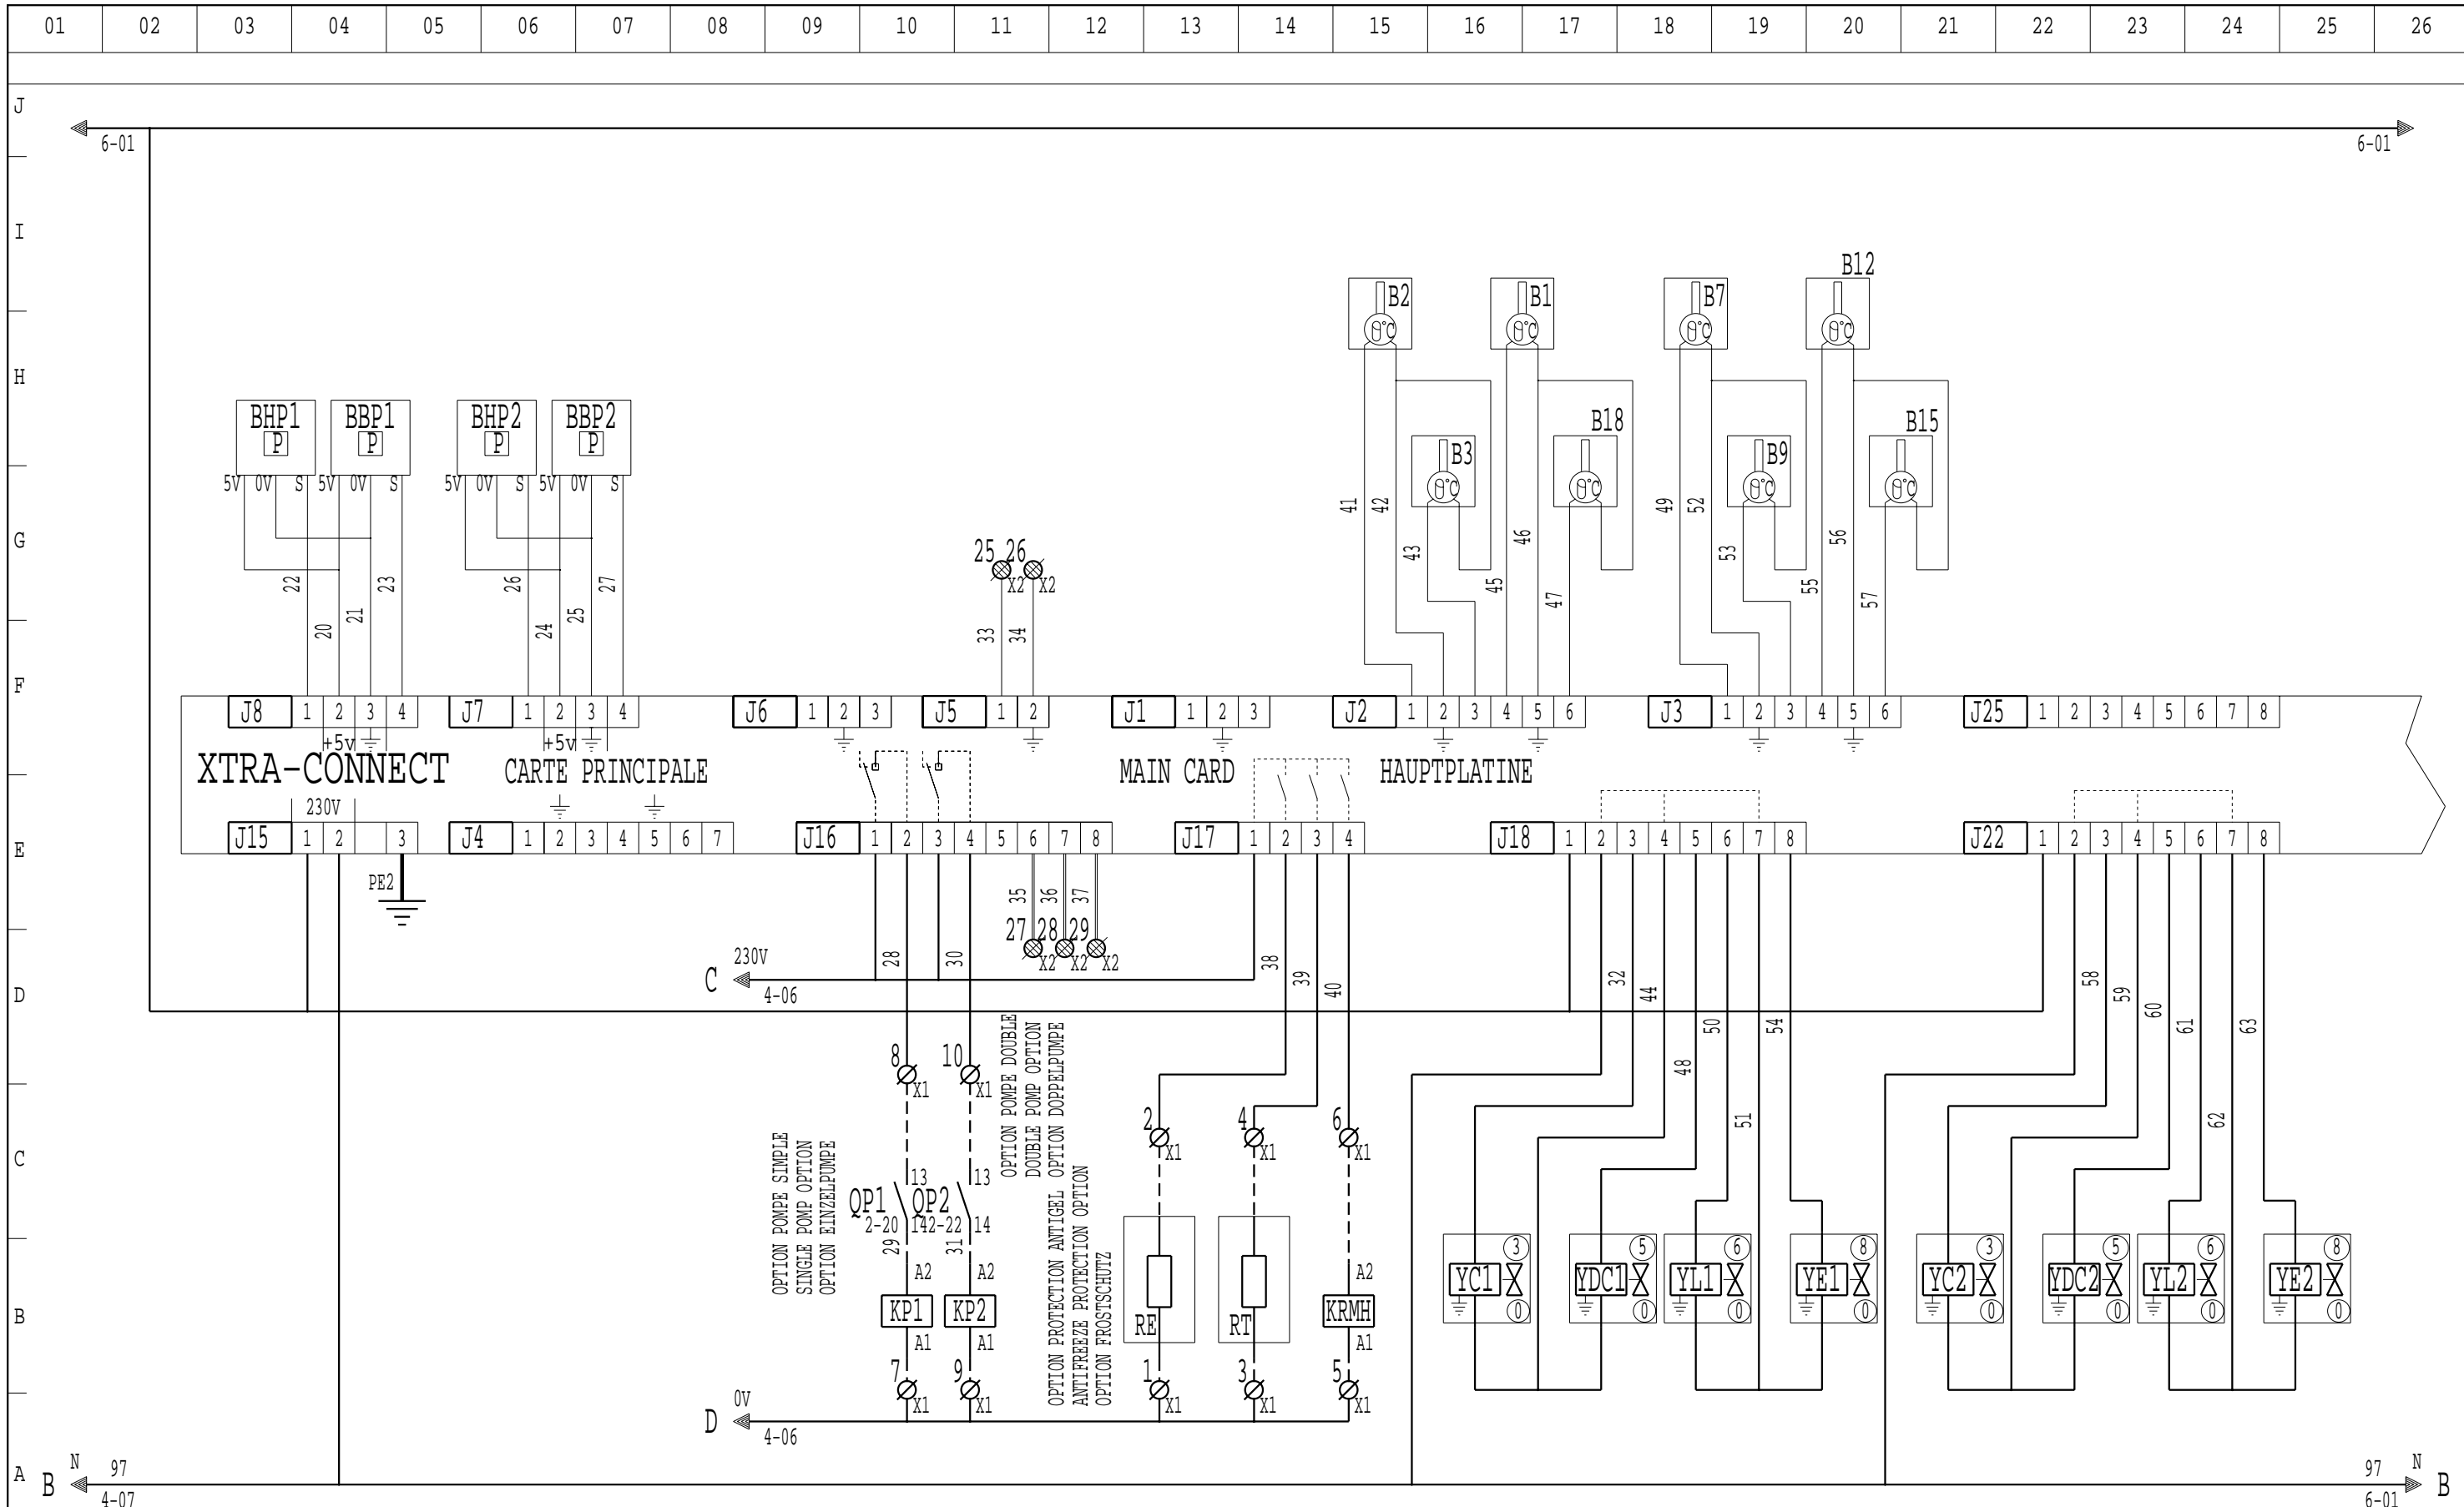 01 02 03 04 05 06 07 08 09 10 11 12 13 14 15 16 17 18 19 20 21 22 23 24 25 26
J
6-01 6-01
I
B2 B1 B7 B12
0°C 0°C 0°C 0°C
H
BHP1 BBP1 BHP2 BBP2
P P P P
B3 B18 B9 B15
0°C 0°C 0°C 0°C
5V 0V S 5V 0V S 5V 0V S 5V 0V S
41 42 49 52
G
43 46 53 56
25 26
X2 X2
22 23 26 27
45 47 55 57
20 21 24 25 33 34
F
J8 1 2 3 4 J7 1 2 3 4 J6 1 2 3 J5 1 2 J1 1 2 3 J2 1 2 3 4 5 6 J3 1 2 3 4 5 6 J25 1 2 3 4 5 6 7 8
+5v +5v
XTRA-CONNECT CARTE PRINCIPALE MAIN CARD HAUPTPLATINE
230V
E
J15 1 2 3 J4 1 2 3 4 5 6 7 J16 1 2 3 4 5 6 7 8 J17 1 2 3 4 J18 1 2 3 4 5 6 7 8 J22 1 2 3 4 5 6 7 8
PE2
35 36 37
27 28 29
X2 X2 X2
230V
C
4-06
28 30 38 39 40 32 44 58 59 60
D
50 54 61 63
48
51 62
8 10
X1 X1
OPTION POMPE DOUBLE
DOUBLE POMP OPTION
OPTION DOPPELPUMPE
2 4 6
X1 X1 X1
C
OPTION POMPE SIMPLE
SINGLE POMP OPTION
OPTION EINZELPUMPE
13 13
QP1 QP2
2-20 14 2-22 14
29 31
OPTION PROTECTION ANTIGEL
ANTIFREEZE PROTECTION OPTION
OPTION FROSTSCHUTZ
3 5 6 8 3 5 6 8
A2 A2 A2
YC1 YDC1 YL1 YE1 YC2 YDC2 YL2 YE2
B
KP1 KP2 RE RT KRMH
0 0 0 0 0 0 0 0
A1 A1 A1
7 9 1 3 5
X1 X1 X1 X1 X1
0V
D
4-06
A
B N 97
4-07
97 N B
6-01